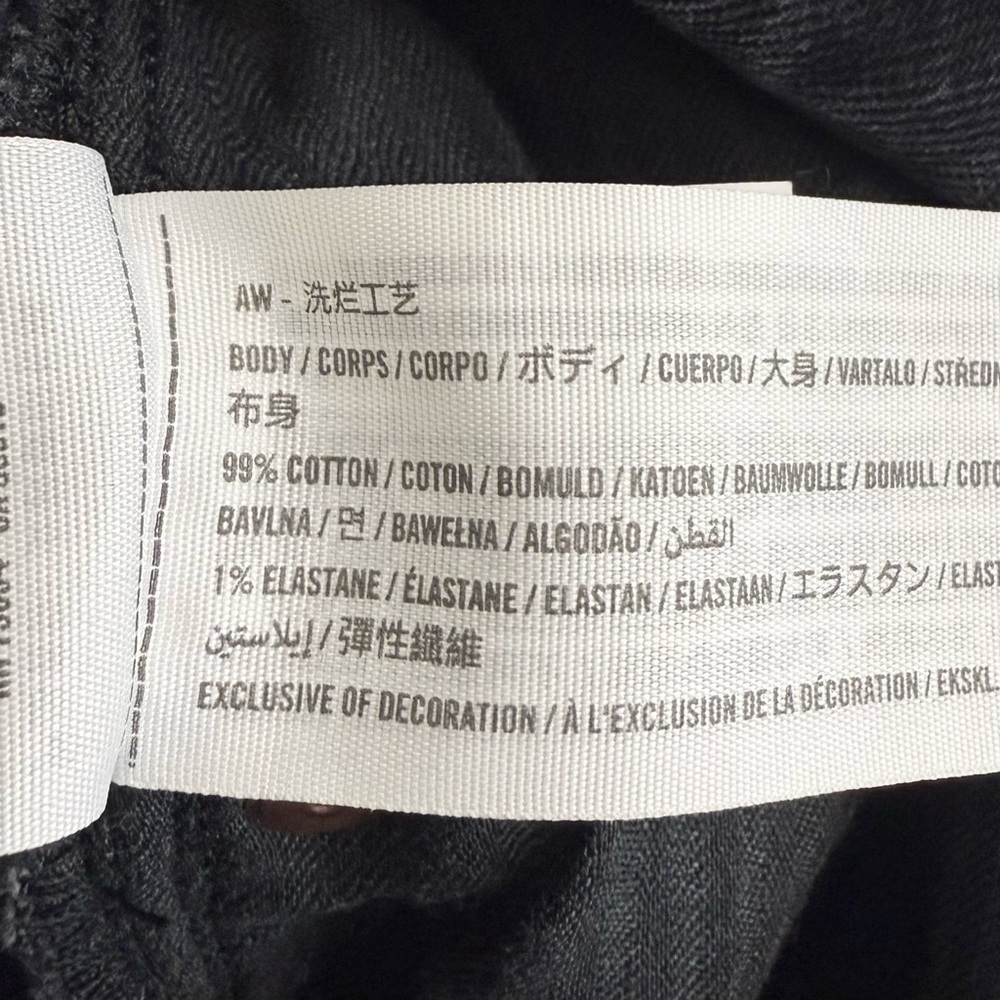 AW - 洗烂工艺
BODY / CORPS / CORPO / ボディ / CUERPO / 大身 / VARTALO / STŘEDN
布身
99% COTTON / COTON / BOMULD / KATOEN / BAUMWOLLE / BOMULL / COTO
BAVLNA / 면 / BAWEŁNA / ALGODÃO / القطن
1% ELASTANE / ÉLASTANE / ELASTAN / ELASTAAN / エラスタン / ELAST
إيلاستين / 彈性纖維
EXCLUSIVE OF DECORATION / À L'EXCLUSION DE LA DÉCORATION / EKSKL.